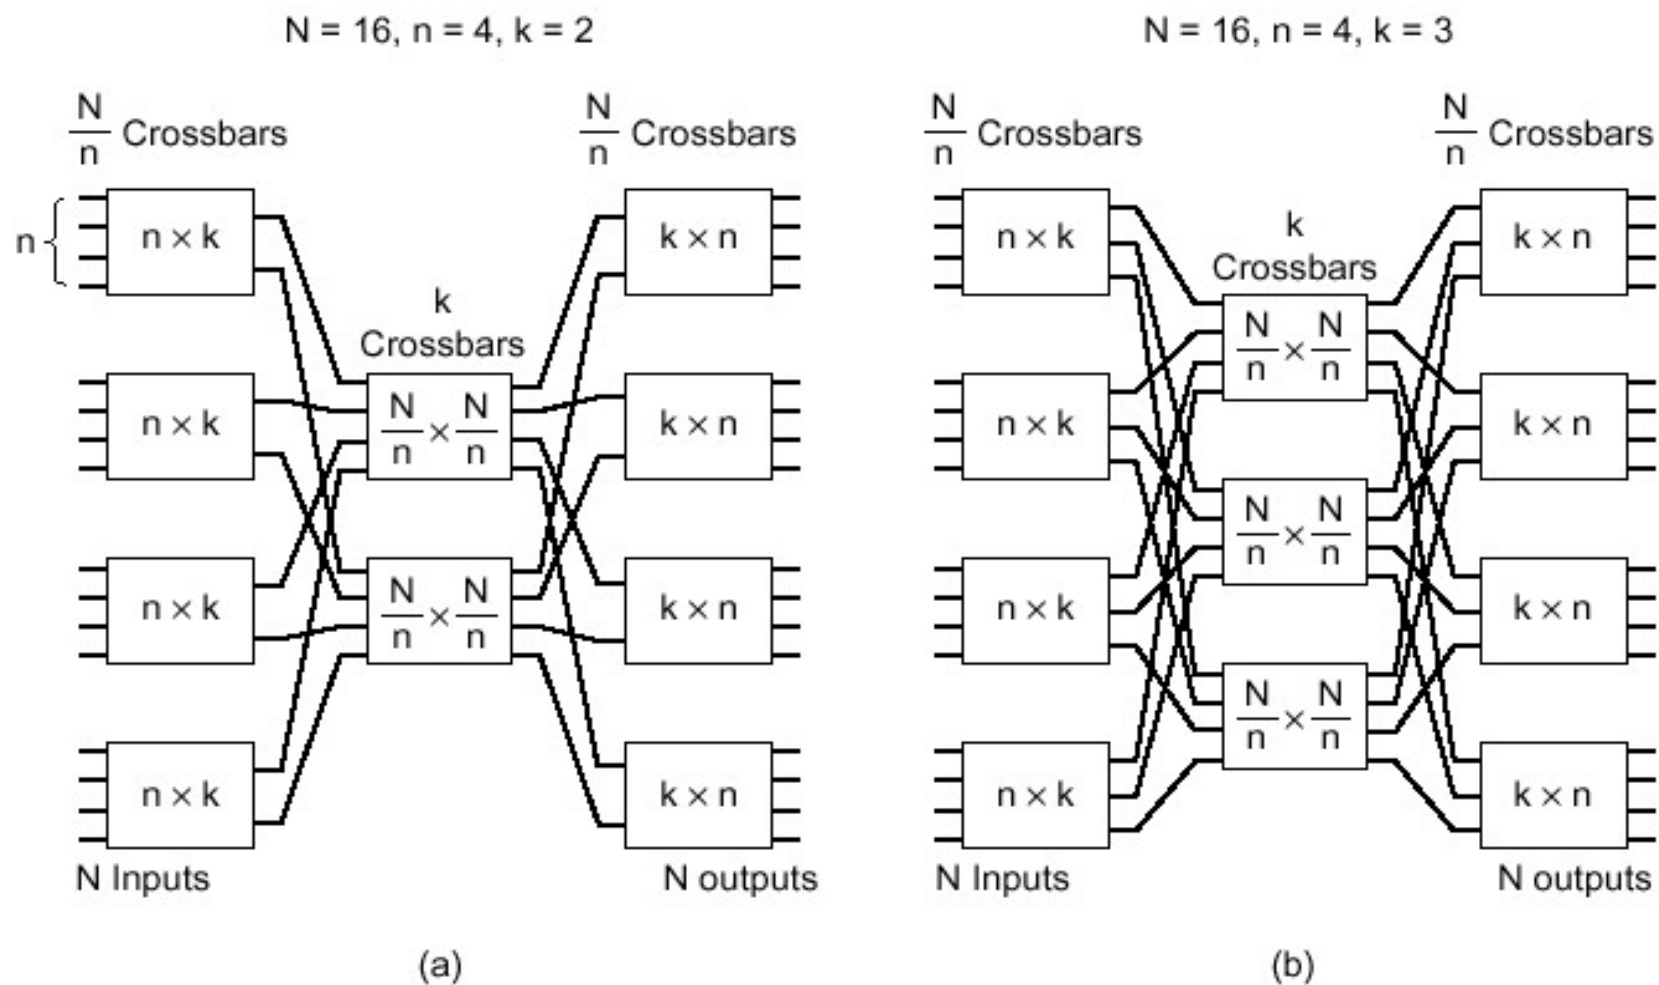 N = 16, n = 4, k = 2
N
n
Crossbars
N
n
Crossbars
n
n × k
n × k
n × k
n × k
k
Crossbars
N
n
×
N
n
N
n
×
N
n
k × n
k × n
k × n
k × n
N Inputs
N outputs
(a)
N = 16, n = 4, k = 3
N
n
Crossbars
N
n
Crossbars
n × k
n × k
n × k
n × k
k
Crossbars
N
n
×
N
n
N
n
×
N
n
N
n
×
N
n
k × n
k × n
k × n
k × n
N Inputs
N outputs
(b)